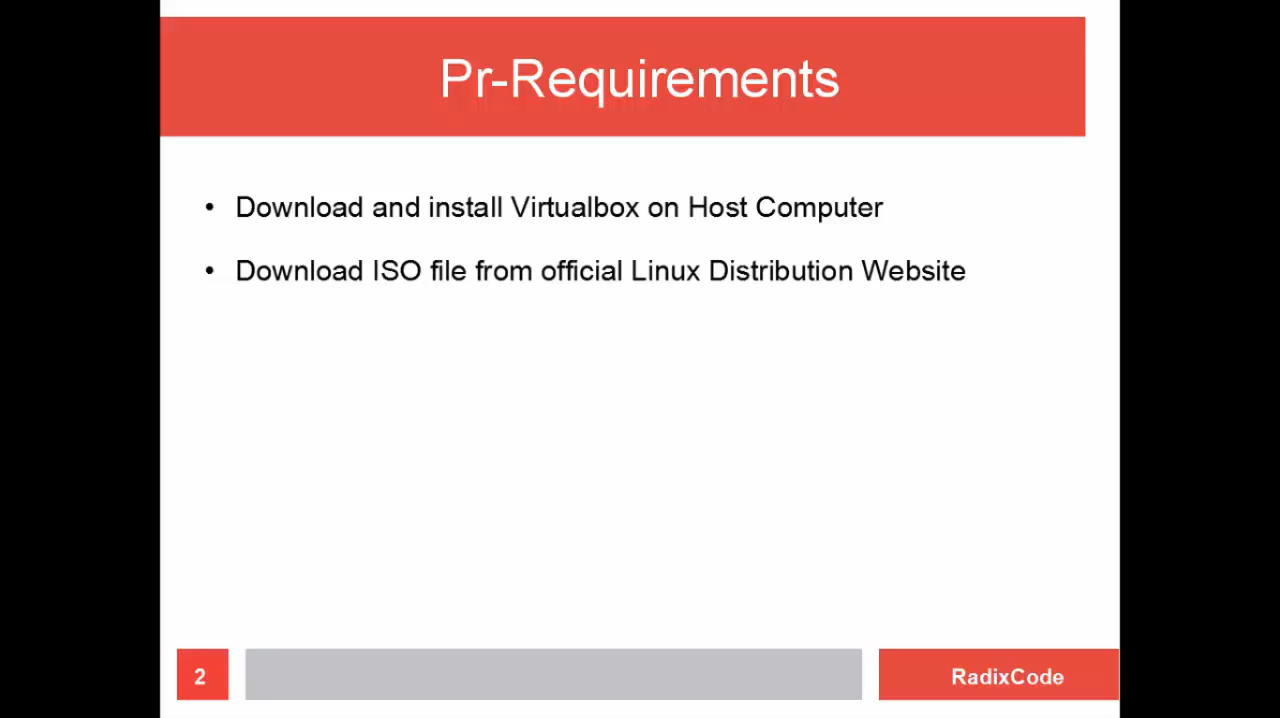 Pr-Requirements
• Download and install Virtualbox on Host Computer
• Download ISO file from official Linux Distribution Website
2
RadixCode